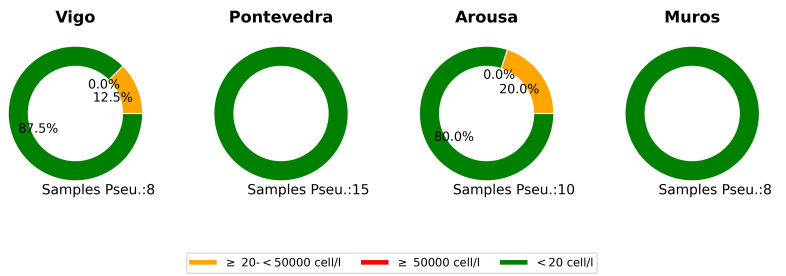 Vigo
Pontevedra
Arousa
Muros
0.0%
12.5%
87.5%
0.0%
20.0%
80.0%
Samples Pseu.:8
Samples Pseu.:15
Samples Pseu.:10
Samples Pseu.:8
≥ 20-<50000 cell/l
≥ 50000 cell/l
<20 cell/l